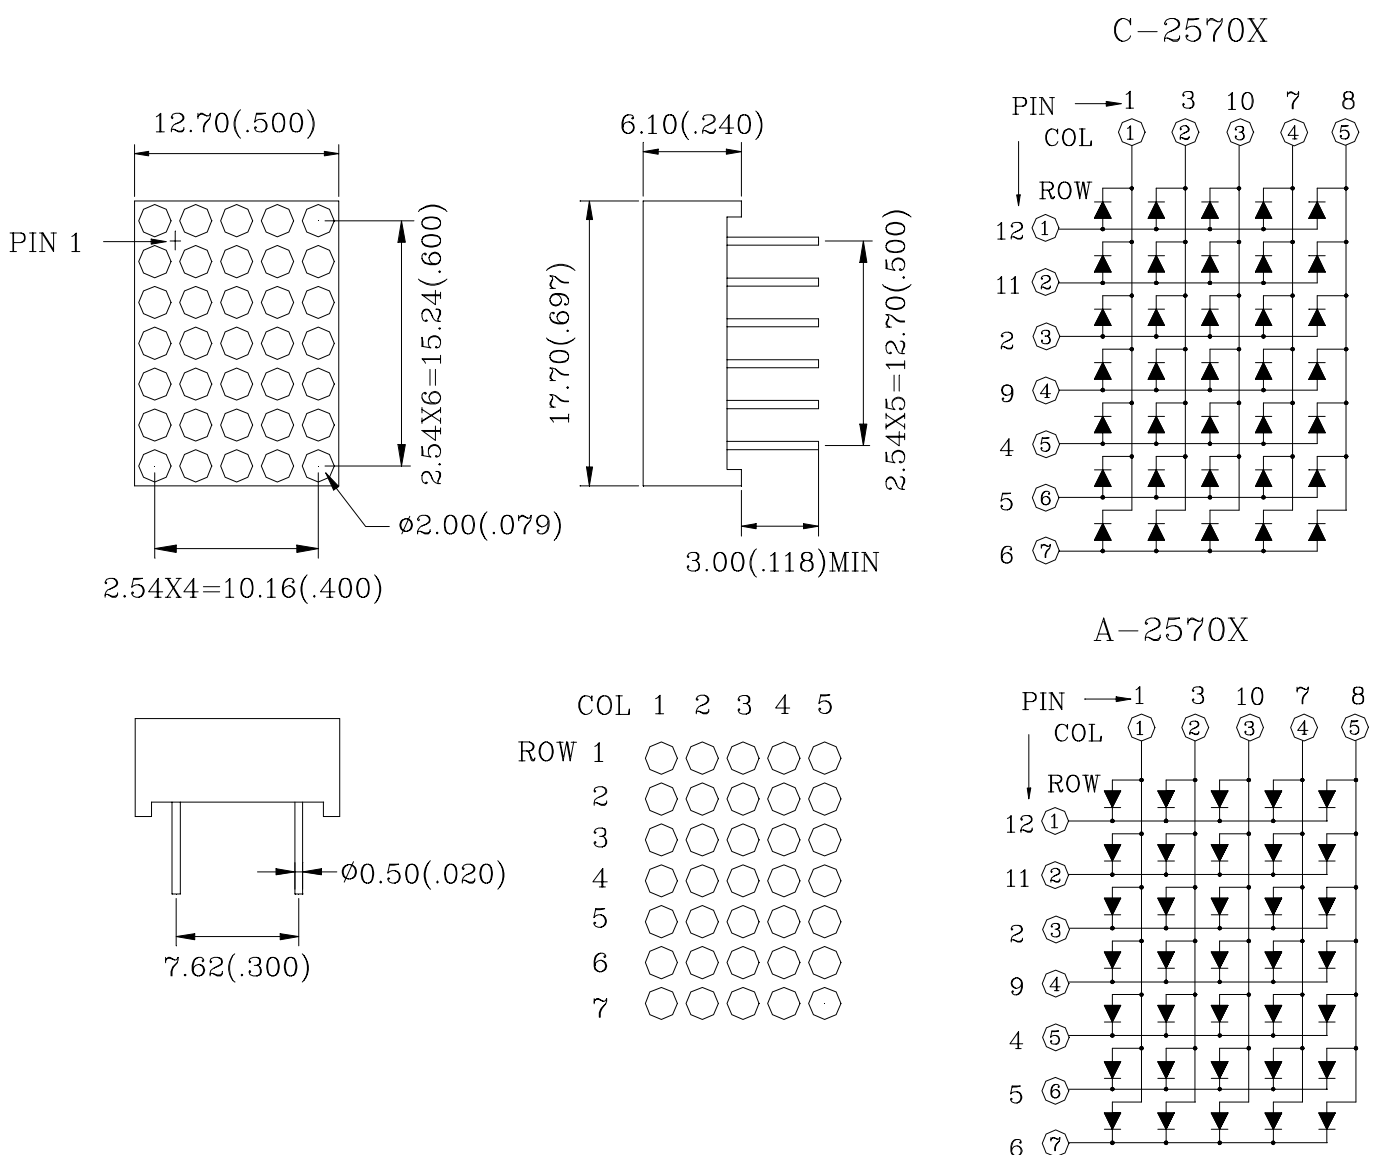 C-2570X
PIN 1 3 10 7 8
COL 1 2 3 4 5
ROW
12 1
11 2
2 3
9 4
4 5
5 6
6 7
12.70(.500)
PIN 1
2.54X6=15.24(.600)
ø2.00(.079)
2.54X4=10.16(.400)
6.10(.240)
17.70(.697)
2.54X5=12.70(.500)
3.00(.118)MIN
7.62(.300)
Ø0.50(.020)
COL 1 2 3 4 5
ROW 1
2
3
4
5
6
7
A-2570X
PIN 1 3 10 7 8
COL 1 2 3 4 5
ROW
12 1
11 2
2 3
9 4
4 5
5 6
6 7